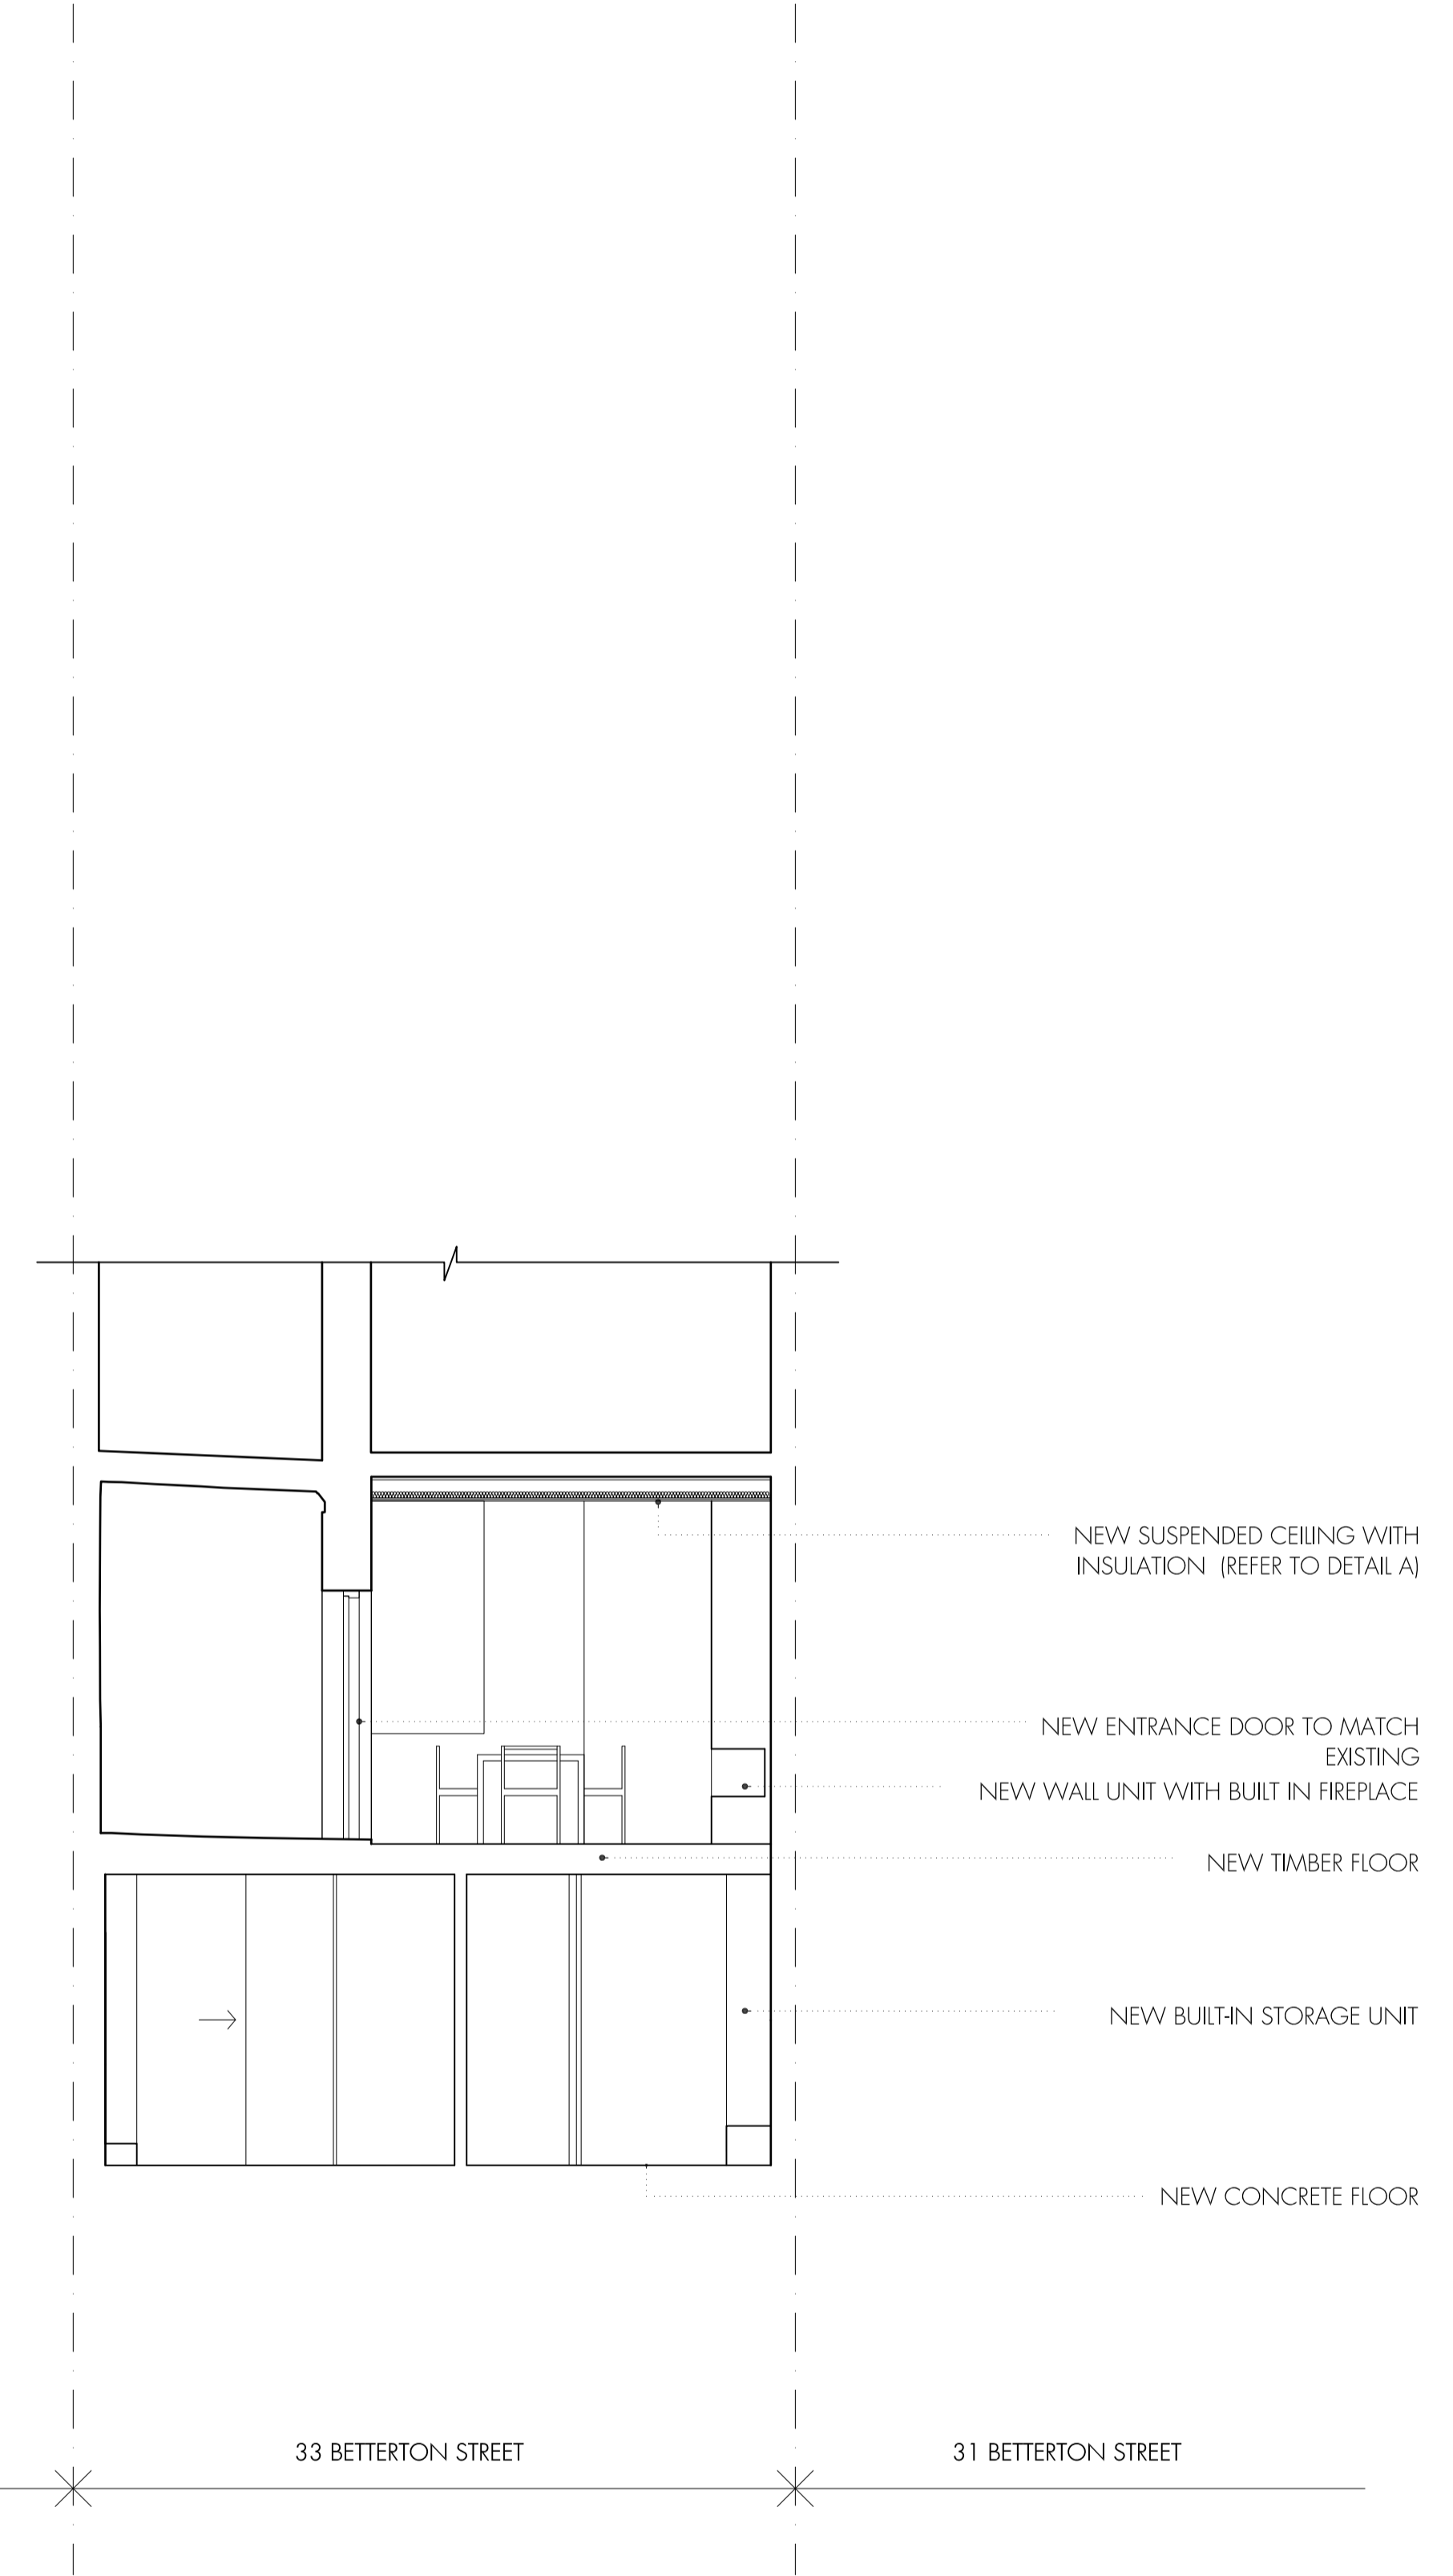 NEW SUSPENDED CEILING WITH
INSULATION (REFER TO DETAIL A)
NEW ENTRANCE DOOR TO MATCH
EXISTING
NEW WALL UNIT WITH BUILT IN FIREPLACE
NEW TIMBER FLOOR
NEW BUILT-IN STORAGE UNIT
NEW CONCRETE FLOOR
33 BETTERTON STREET
31 BETTERTON STREET